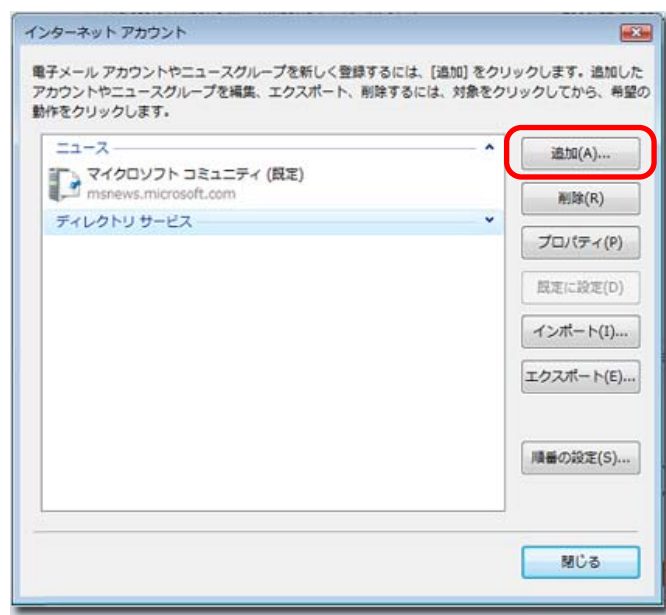 インターネット アカウント
電子メール アカウントやニュースグループを新しく登録するには、[追加] をクリックします。追加した
アカウントやニュースグループを編集、エクスポート、削除するには、対象をクリックしてから、希望の
動作をクリックします。
ニュース
マイクロソフト コミュニティ (既定)
msnews.microsoft.com
ディレクトリ サービス
追加(A)...
削除(R)
プロパティ(P)
既定に設定(D)
インポート(I)...
エクスポート(E)...
順番の設定(S)...
閉じる